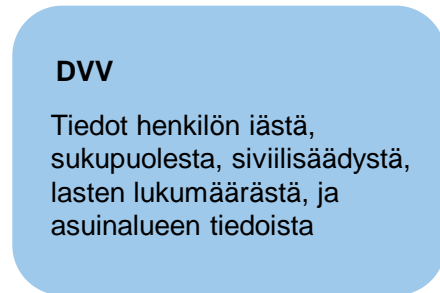 DVV
Tiedot henkilön iästä,
sukupuolesta, siviilisäädystä,
lasten lukumäärästä, ja
asuinalueen tiedoista